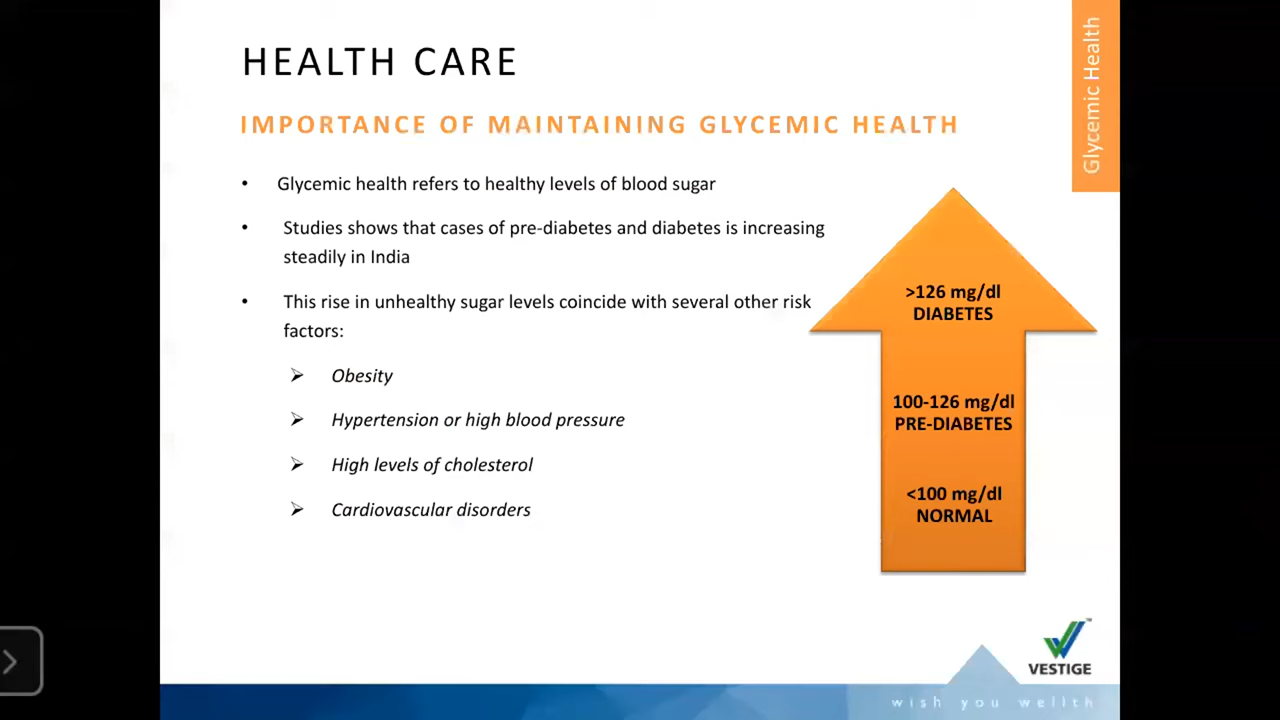 Glycemic Health
HEALTH CARE
IMPORTANCE OF MAINTAINING GLYCEMIC HEALTH
• Glycemic health refers to healthy levels of blood sugar
• Studies shows that cases of pre-diabetes and diabetes is increasing
steadily in India
• This rise in unhealthy sugar levels coincide with several other risk
factors:
➢ Obesity
➢ Hypertension or high blood pressure
➢ High levels of cholesterol
➢ Cardiovascular disorders
>126 mg/dl
DIABETES
100-126 mg/dl
PRE-DIABETES
<100 mg/dl
NORMAL
VESTIGE
wish you wellth